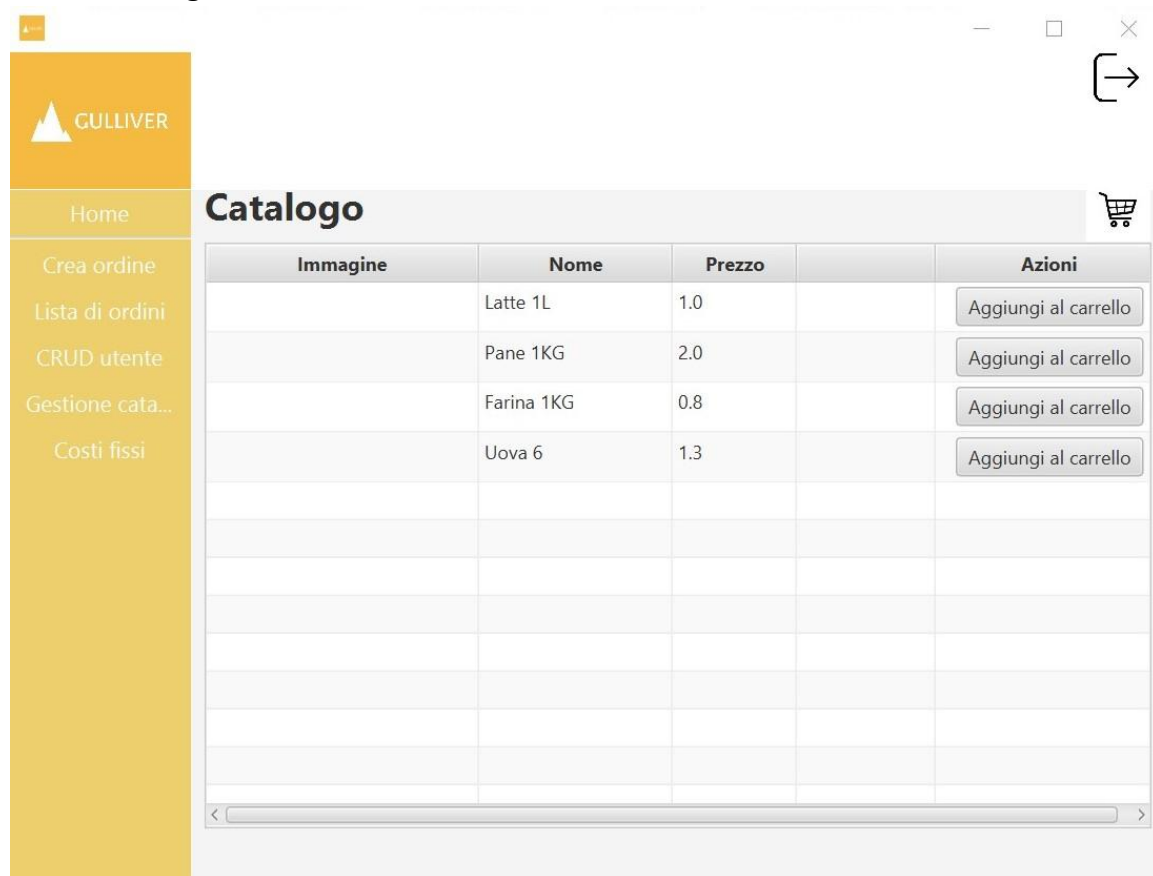 GULLIVER
Home
Crea ordine
Lista di ordini
CRUD utente
Gestione cata...
Costi fissi
Catalogo
Immagine Nome Prezzo Azioni
Latte 1L 1.0 Aggiungi al carrello
Pane 1KG 2.0 Aggiungi al carrello
Farina 1KG 0.8 Aggiungi al carrello
Uova 6 1.3 Aggiungi al carrello